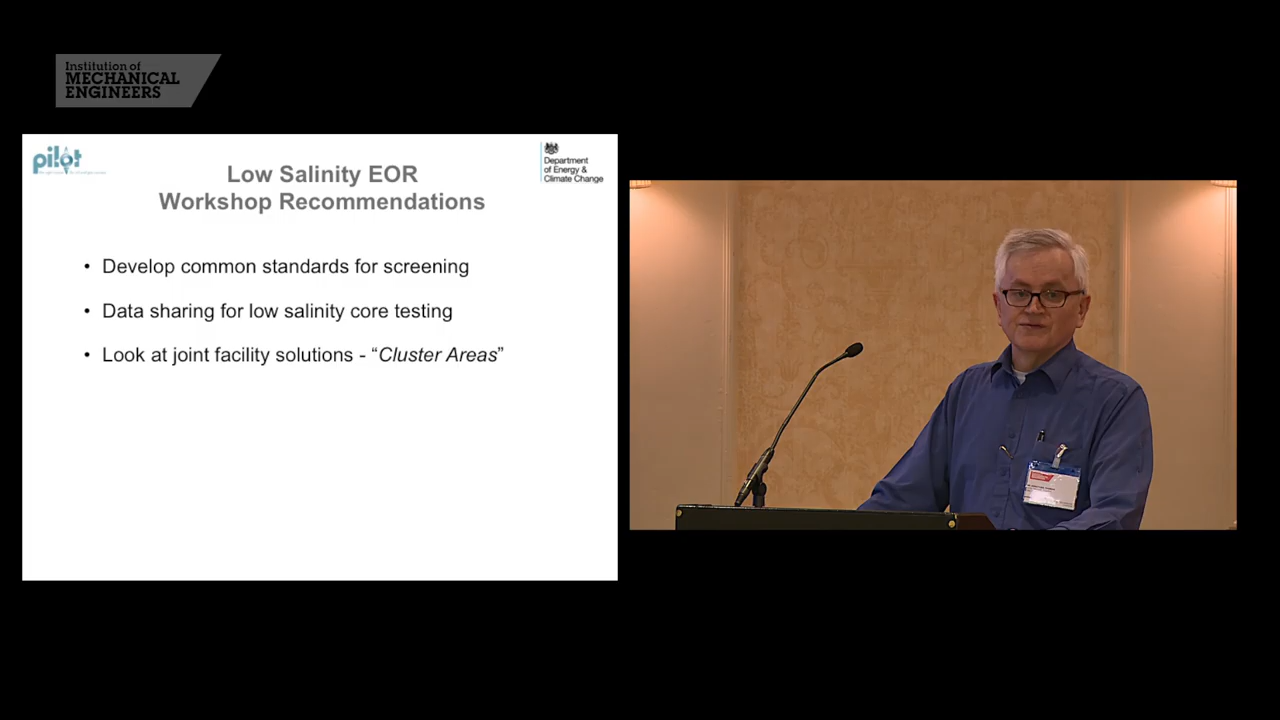 Institution of
MECHANICAL
ENGINEERS
pilot
Department
of Energy &
Climate Change
Low Salinity EOR
Workshop Recommendations
• Develop common standards for screening
• Data sharing for low salinity core testing
• Look at joint facility solutions - “Cluster Areas”